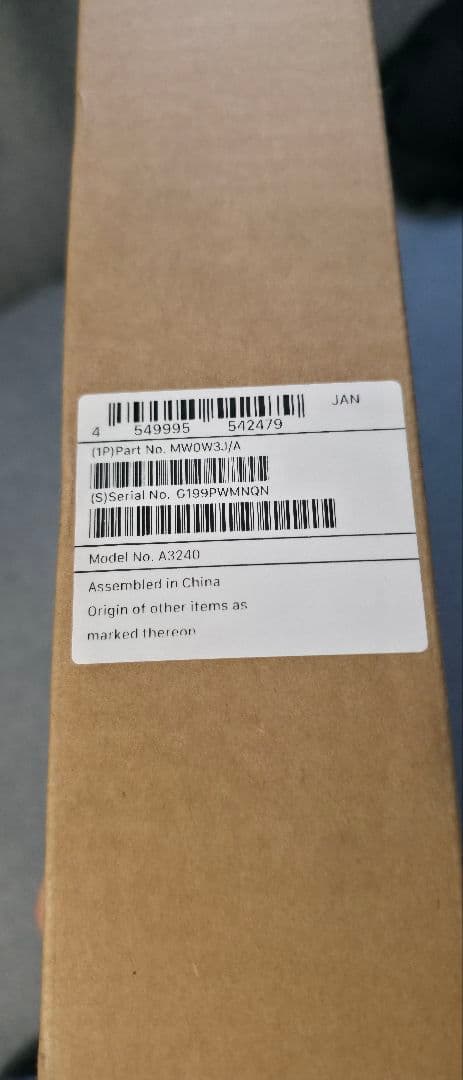 JAN
4 549995 542479
(1P)Part No. MW0W3J/A
(S)Serial No. G199PWMNQN
Model No. A3240
Assembled in China
Origin of other items as
marked thereon